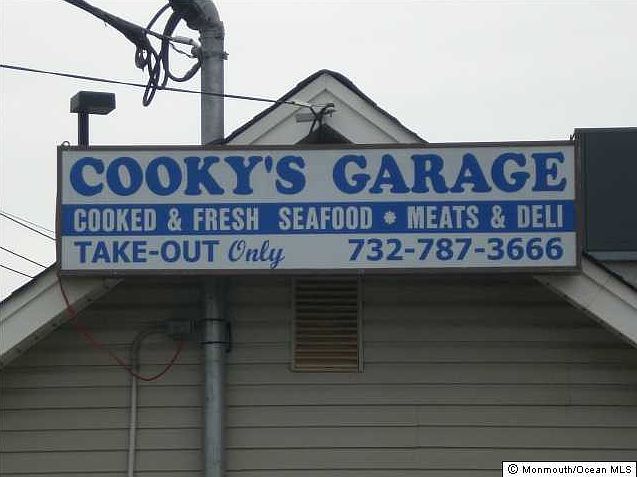 COOKY'S GARAGE
COOKED & FRESH SEAFOOD * MEATS & DELI
TAKE-OUT Only 732-787-3666
© Monmouth/Ocean MLS